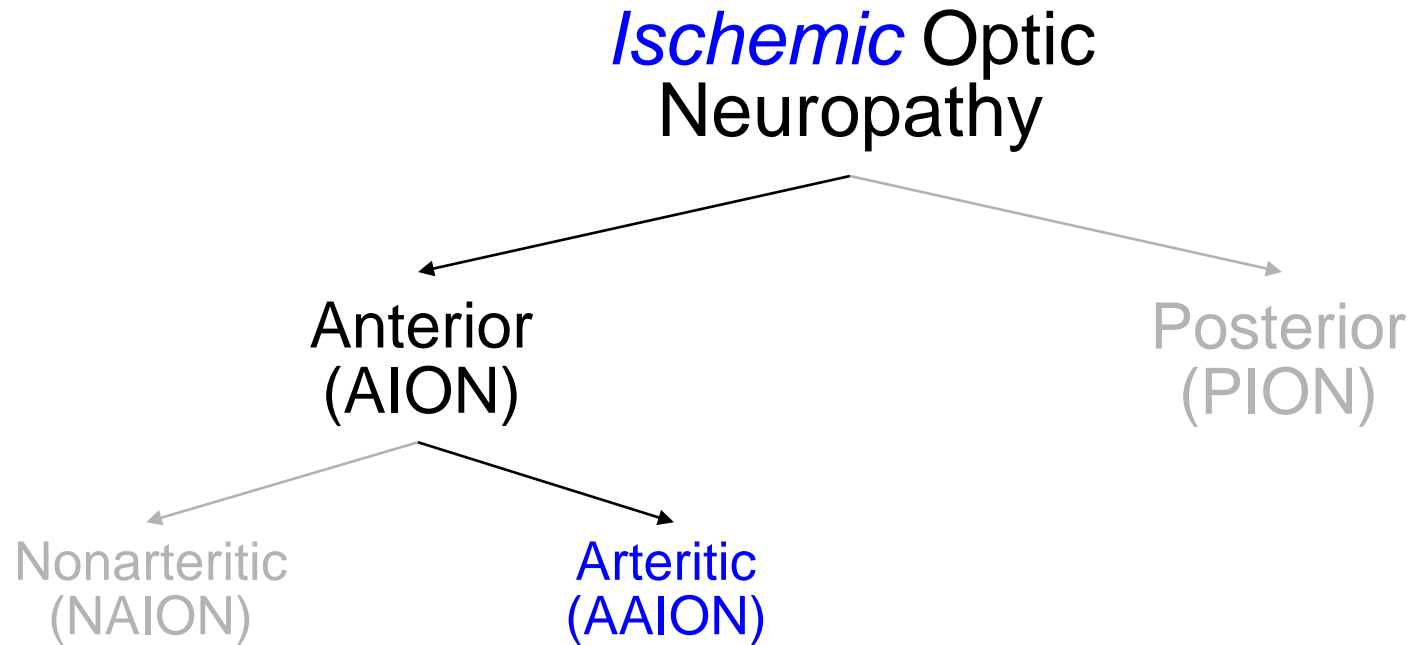 Ischemic Optic
Neuropathy
Anterior
(AION)
Posterior
(PION)
Nonarteritic
(NAION)
Arteritic
(AAION)